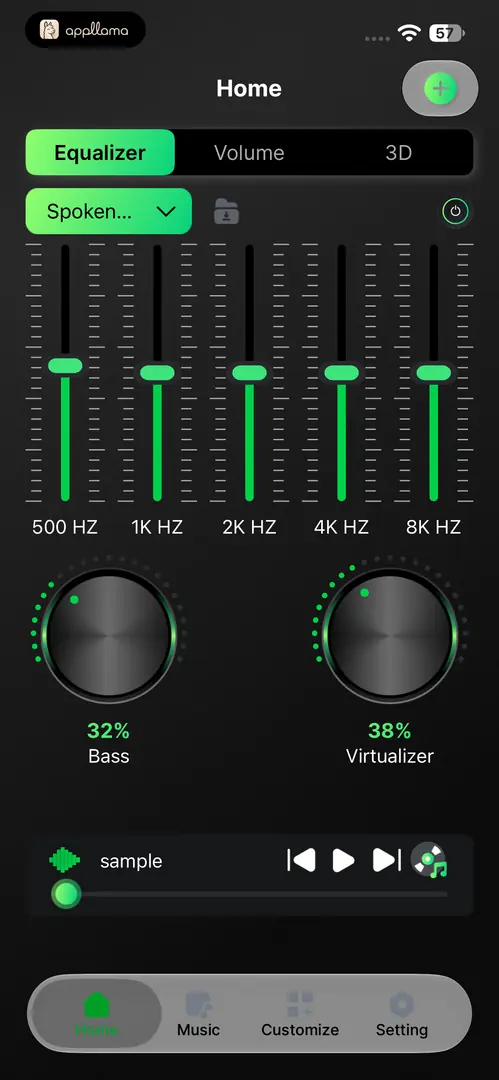 appllama
57
Home
Equalizer
Volume
3D
Spoken...
500 HZ
1K HZ
2K HZ
4K HZ
8K HZ
32%
38%
Bass
Virtualizer
sample
Home
Music
Customize
Setting